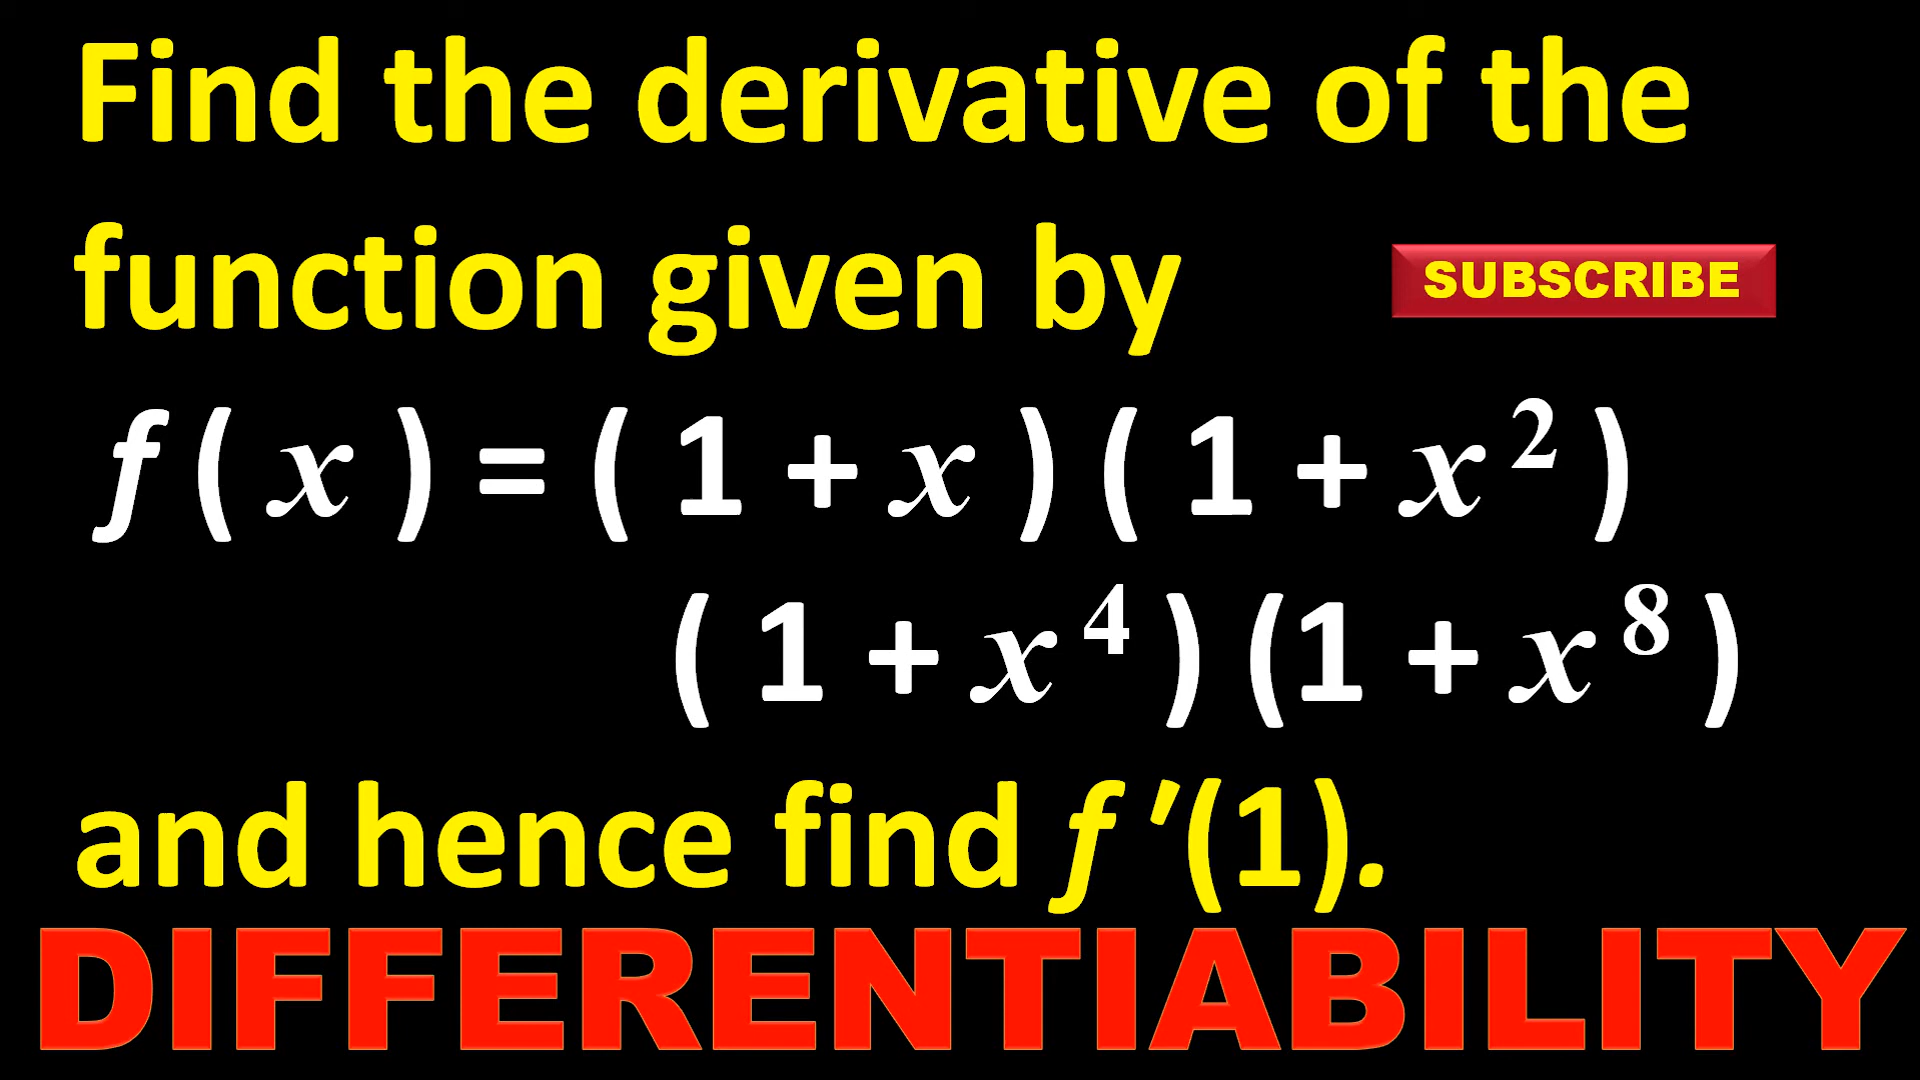 Find the derivative of the
function given by
SUBSCRIBE
f ( x ) = ( 1 + x ) ( 1 + x² )
( 1 + x⁴ ) (1 + x⁸ )
and hence find f ′(1).
DIFFERENTIABILITY